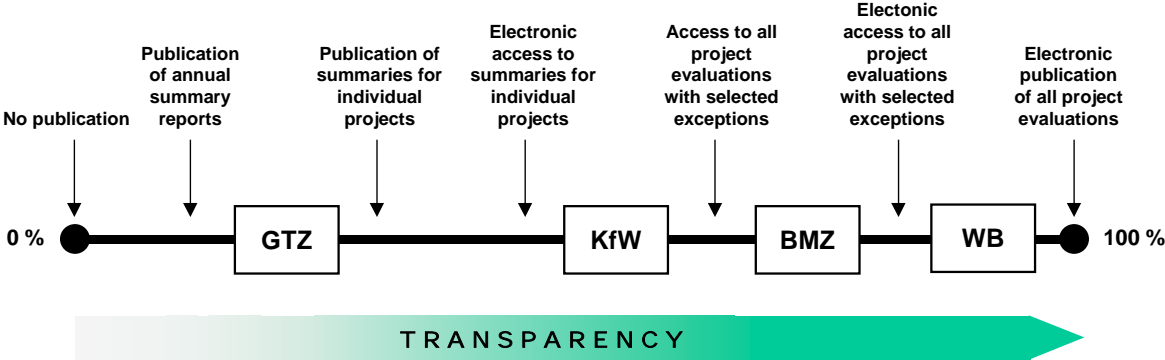 No publication
Publication
of annual
summary
reports
Publication of
summaries for
individual
projects
Electronic
access to
summaries for
individual
projects
Access to all
project
evaluations
with selected
exceptions
Electonic
access to all
project
evaluations
with selected
exceptions
Electronic
publication
of all project
evaluations
0 %
GTZ
KfW
BMZ
WB
100 %
TRANSPARENCY